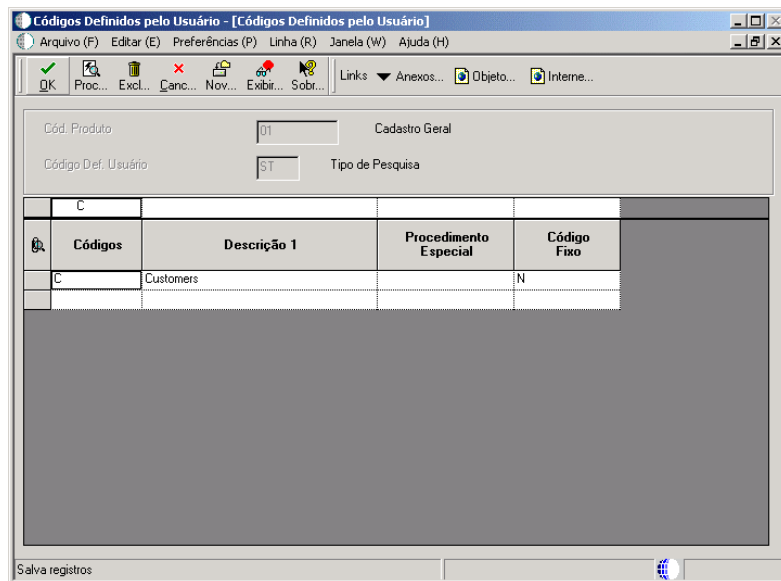 Códigos Definidos pelo Usuário - [Códigos Definidos pelo Usuário]
Arquivo (F) Editar (E) Preferências (P) Linha (R) Janela (W) Ajuda (H)
OK Proc... Excl... Canc... Nov... Exibir... Sobr... Links Anexos... Objeto... Interne...
Cód. Produto 01 Cadastro Geral
Código Def. Usuário ST Tipo de Pesquisa
C
Códigos Descrição 1 Procedimento Especial Código Fixo
C Customers N
Salva registros